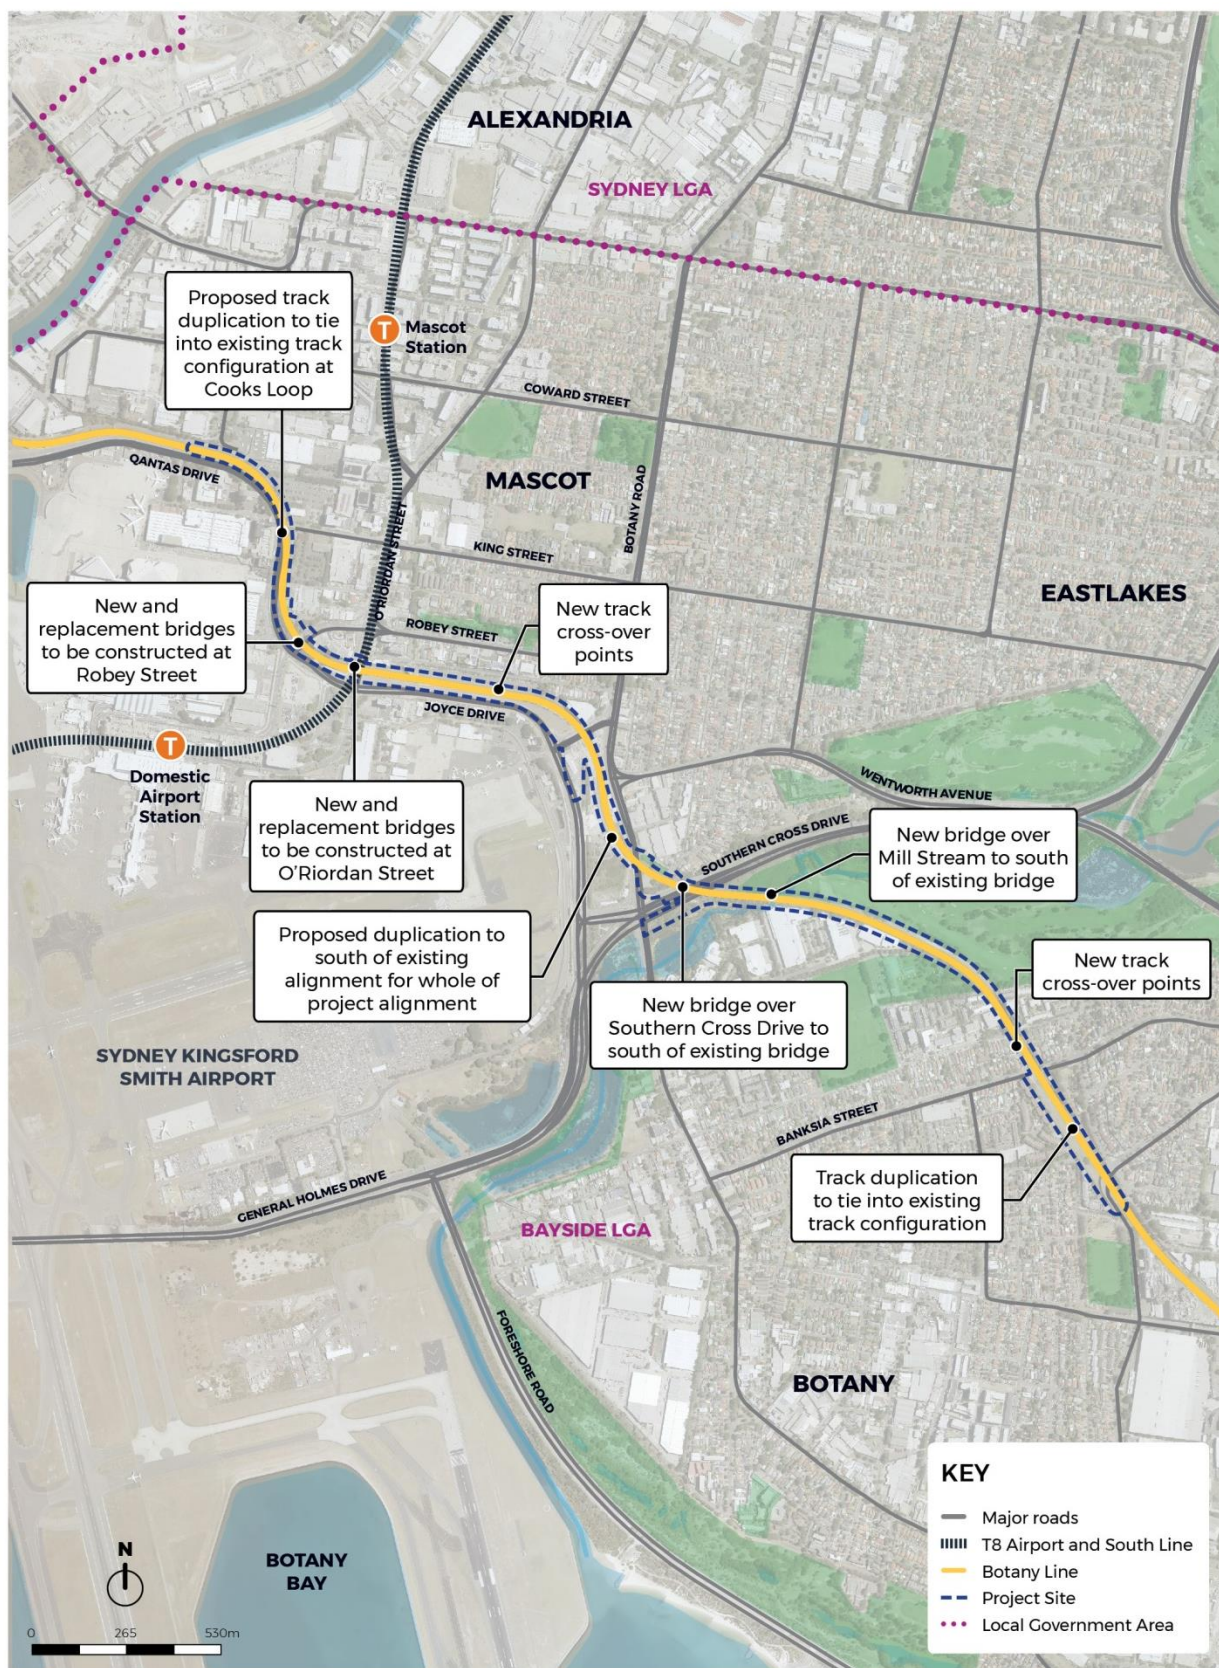 ALEXANDRIA
SYDNEY LGA
Proposed track
duplication to tie
into existing track
configuration at
Cooks Loop
T
Mascot
Station
COWARD STREET
QANTAS DRIVE
MASCOT
BOTANY ROAD
O'RIORDAN STREET
KING STREET
EASTLAKES
New and
replacement bridges
to be constructed at
Robey Street
ROBEY STREET
New track
cross-over
points
JOYCE DRIVE
T
Domestic
Airport
Station
New and
replacement bridges
to be constructed at
O'Riordan Street
WENTWORTH AVENUE
SOUTHERN CROSS DRIVE
New bridge over
Mill Stream to south
of existing bridge
Proposed duplication to
south of existing
alignment for whole of
project alignment
New track
cross-over points
New bridge over
Southern Cross Drive to
south of existing bridge
SYDNEY KINGSFORD
SMITH AIRPORT
BANKSIA STREET
Track duplication
to tie into existing
track configuration
GENERAL HOLMES DRIVE
BAYSIDE LGA
FORESHORE ROAD
BOTANY
KEY
Major roads
T8 Airport and South Line
Botany Line
Project Site
Local Government Area
N
BOTANY
BAY
0 265 530m